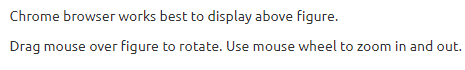 Chrome browser works best to display above figure.
Drag mouse over figure to rotate. Use mouse wheel to zoom in and out.